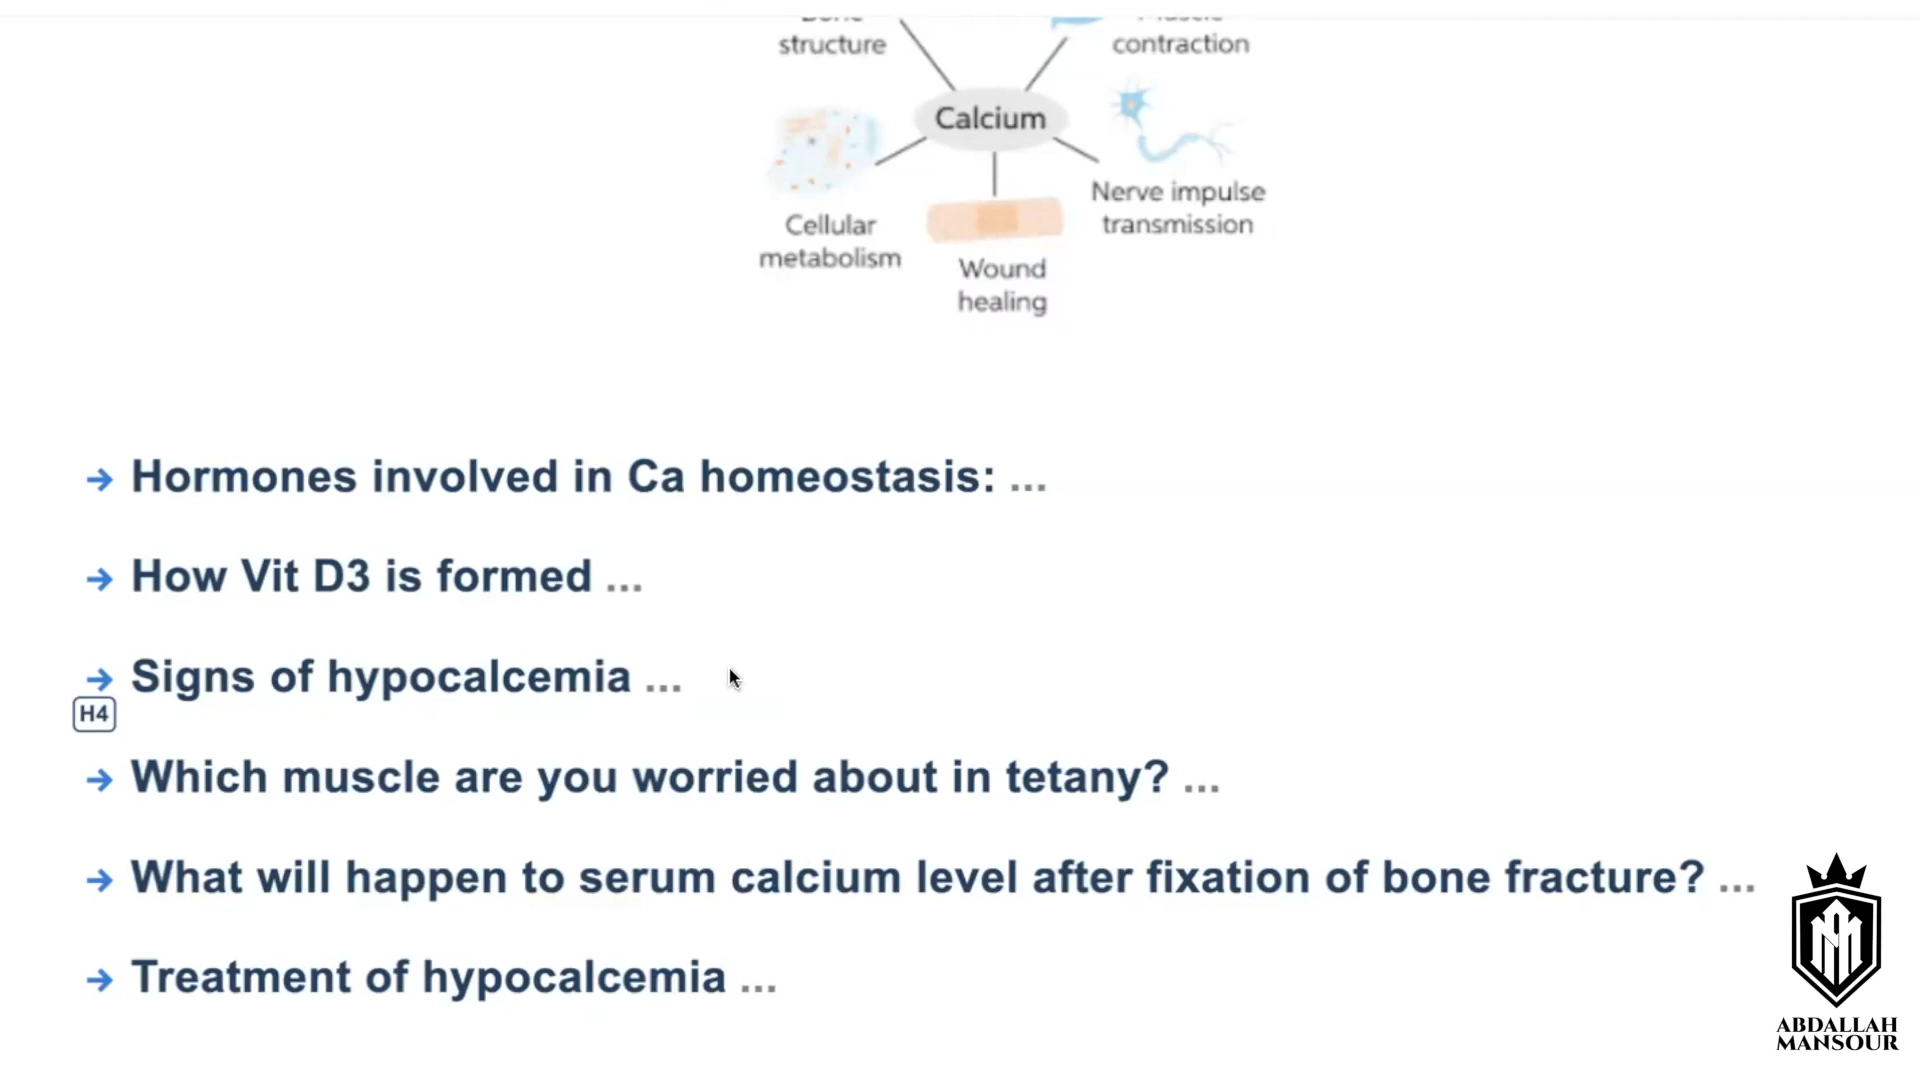 structure
contraction
Calcium
Nerve impulse
transmission
Cellular
metabolism
Wound
healing
→ Hormones involved in Ca homeostasis: ...
→ How Vit D3 is formed ...
→ Signs of hypocalcemia ...
H4
→ Which muscle are you worried about in tetany? ...
→ What will happen to serum calcium level after fixation of bone fracture? ...
→ Treatment of hypocalcemia ...
ABDALLAH
MANSOUR